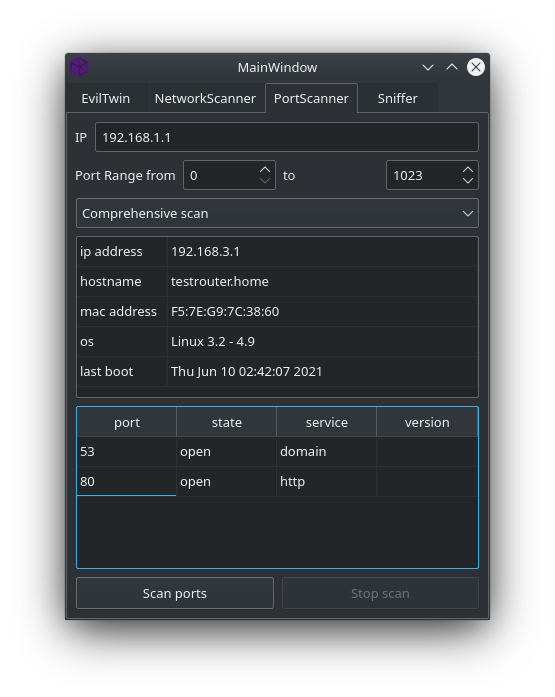 MainWindow
EvilTwin NetworkScanner PortScanner Sniffer
IP 192.168.1.1
Port Range from 0 to 1023
Comprehensive scan
ip address 192.168.3.1
hostname testrouter.home
mac address F5:7E:G9:7C:38:60
os Linux 3.2 - 4.9
last boot Thu Jun 10 02:42:07 2021
port state service version
53 open domain
80 open http
Scan ports Stop scan